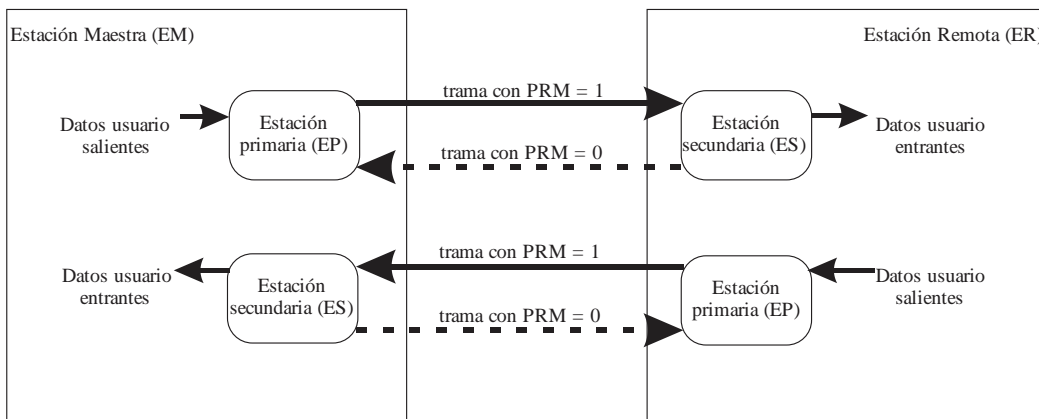 Estación Maestra (EM)
Estación Remota (ER)
trama con PRM = 1
Datos usuario
salientes
Estación
primaria (EP)
Estación
secundaria (ES)
Datos usuario
entrantes
trama con PRM = 0
trama con PRM = 1
Datos usuario
entrantes
Estación
secundaria (ES)
Estación
primaria (EP)
Datos usuario
salientes
trama con PRM = 0